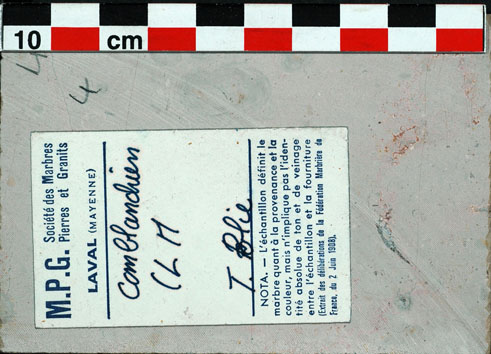 10 cm
4
4
M.P.G. Société des Marbres
Pierres et Granits
LAVAL (MAYENNE)
Comblanchien
CLM
T. Polie
NOTA. — L'échantillon définit le
marbre quant à la provenance et la
couleur, mais n'implique pas l'iden-
tité absolue de ton et de veinage
entre l'échantillon et la fourniture
(Extrait des délibérations de la Fédération Marbrière de
France, du 2 Juin 1908).